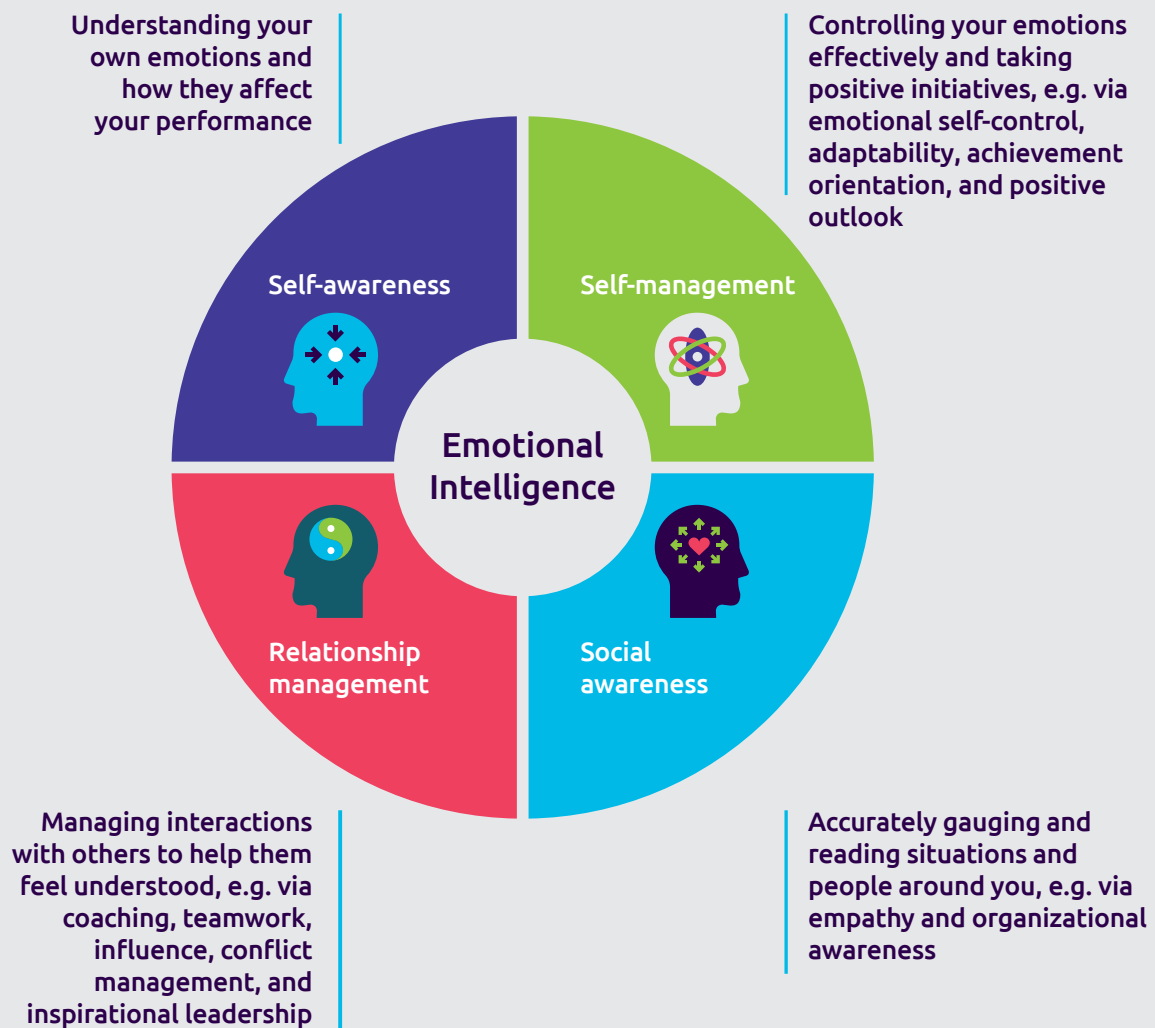 Understanding your
own emotions and
how they affect
your performance
Controlling your emotions
effectively and taking
positive initiatives, e.g. via
emotional self-control,
adaptability, achievement
orientation, and positive
outlook
Self-awareness
Self-management
Emotional
Intelligence
Relationship
management
Social
awareness
Managing interactions
with others to help them
feel understood, e.g. via
coaching, teamwork,
influence, conflict
management, and
inspirational leadership
Accurately gauging and
reading situations and
people around you, e.g. via
empathy and organizational
awareness